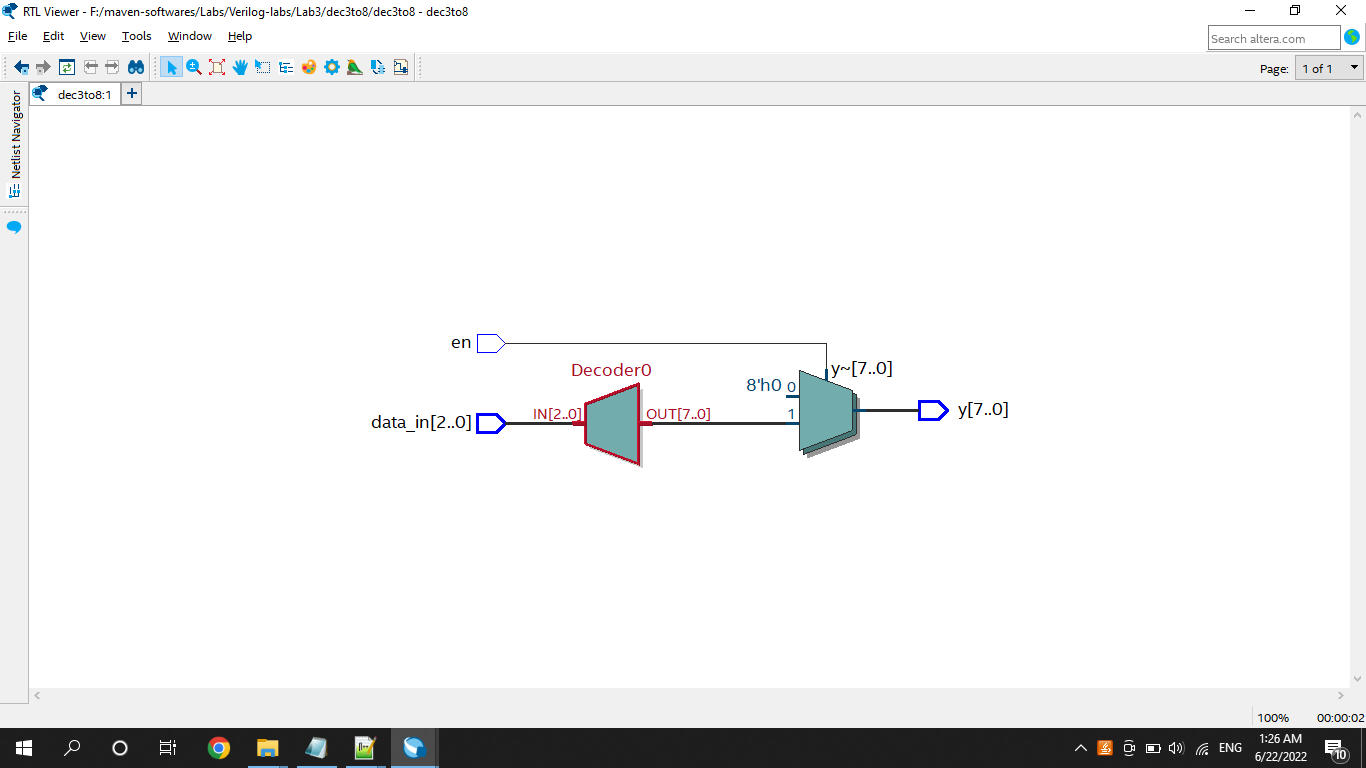 RTL Viewer - F:/maven-softwares/Labs/Verilog-labs/Lab3/dec3to8/dec3to8 - dec3to8
File Edit View Tools Window Help
Search altera.com
Page: 1 of 1
dec3to8:1
Netlist Navigator
en
Decoder0
y~[7..0]
8'h0 0
data_in[2..0]
IN[2..0]
OUT[7..0]
1
y[7..0]
100% 00:00:02
ENG
1:26 AM
6/22/2022
10